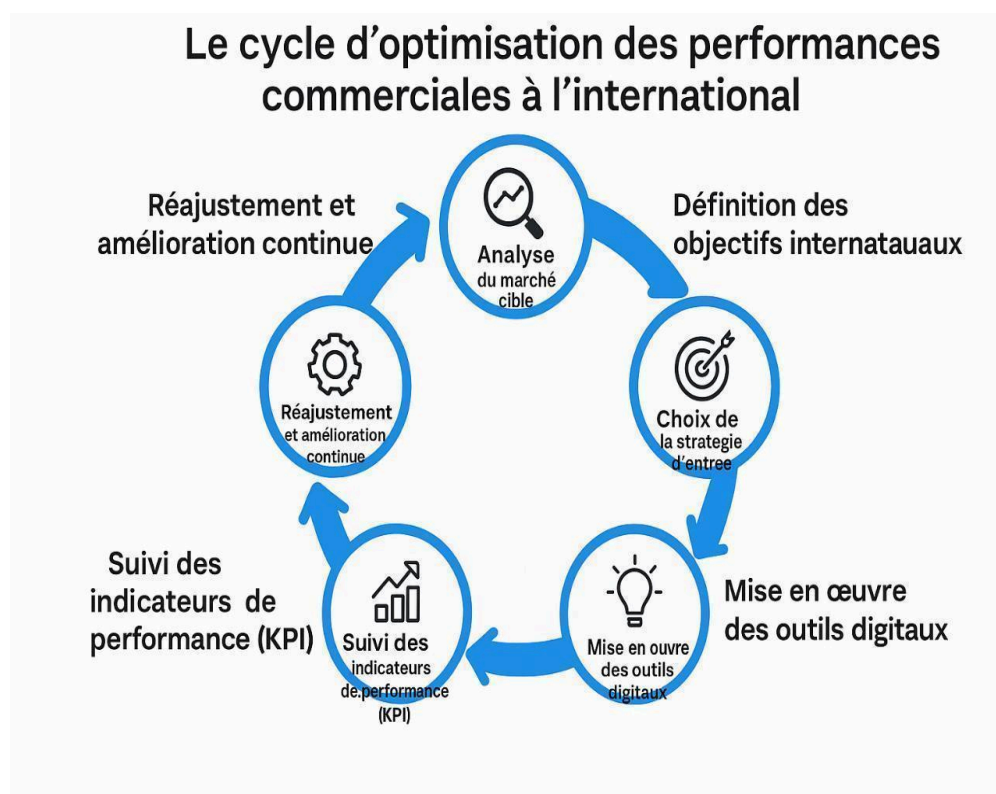 Le cycle d'optimisation des performances
commerciales à l'international
Analyse
du marché
cible
Définition des
objectifs internatauaux
Choix de
la strategie
d'entree
Mise en ouvre
des outils
digitaux
Mise en œuvre
des outils digitaux
Suivi des
indicateurs
de.performance
(KPI)
Suivi des
indicateurs de
performance (KPI)
Réajustement
et amélioration
continue
Réajustement et
amélioration continue